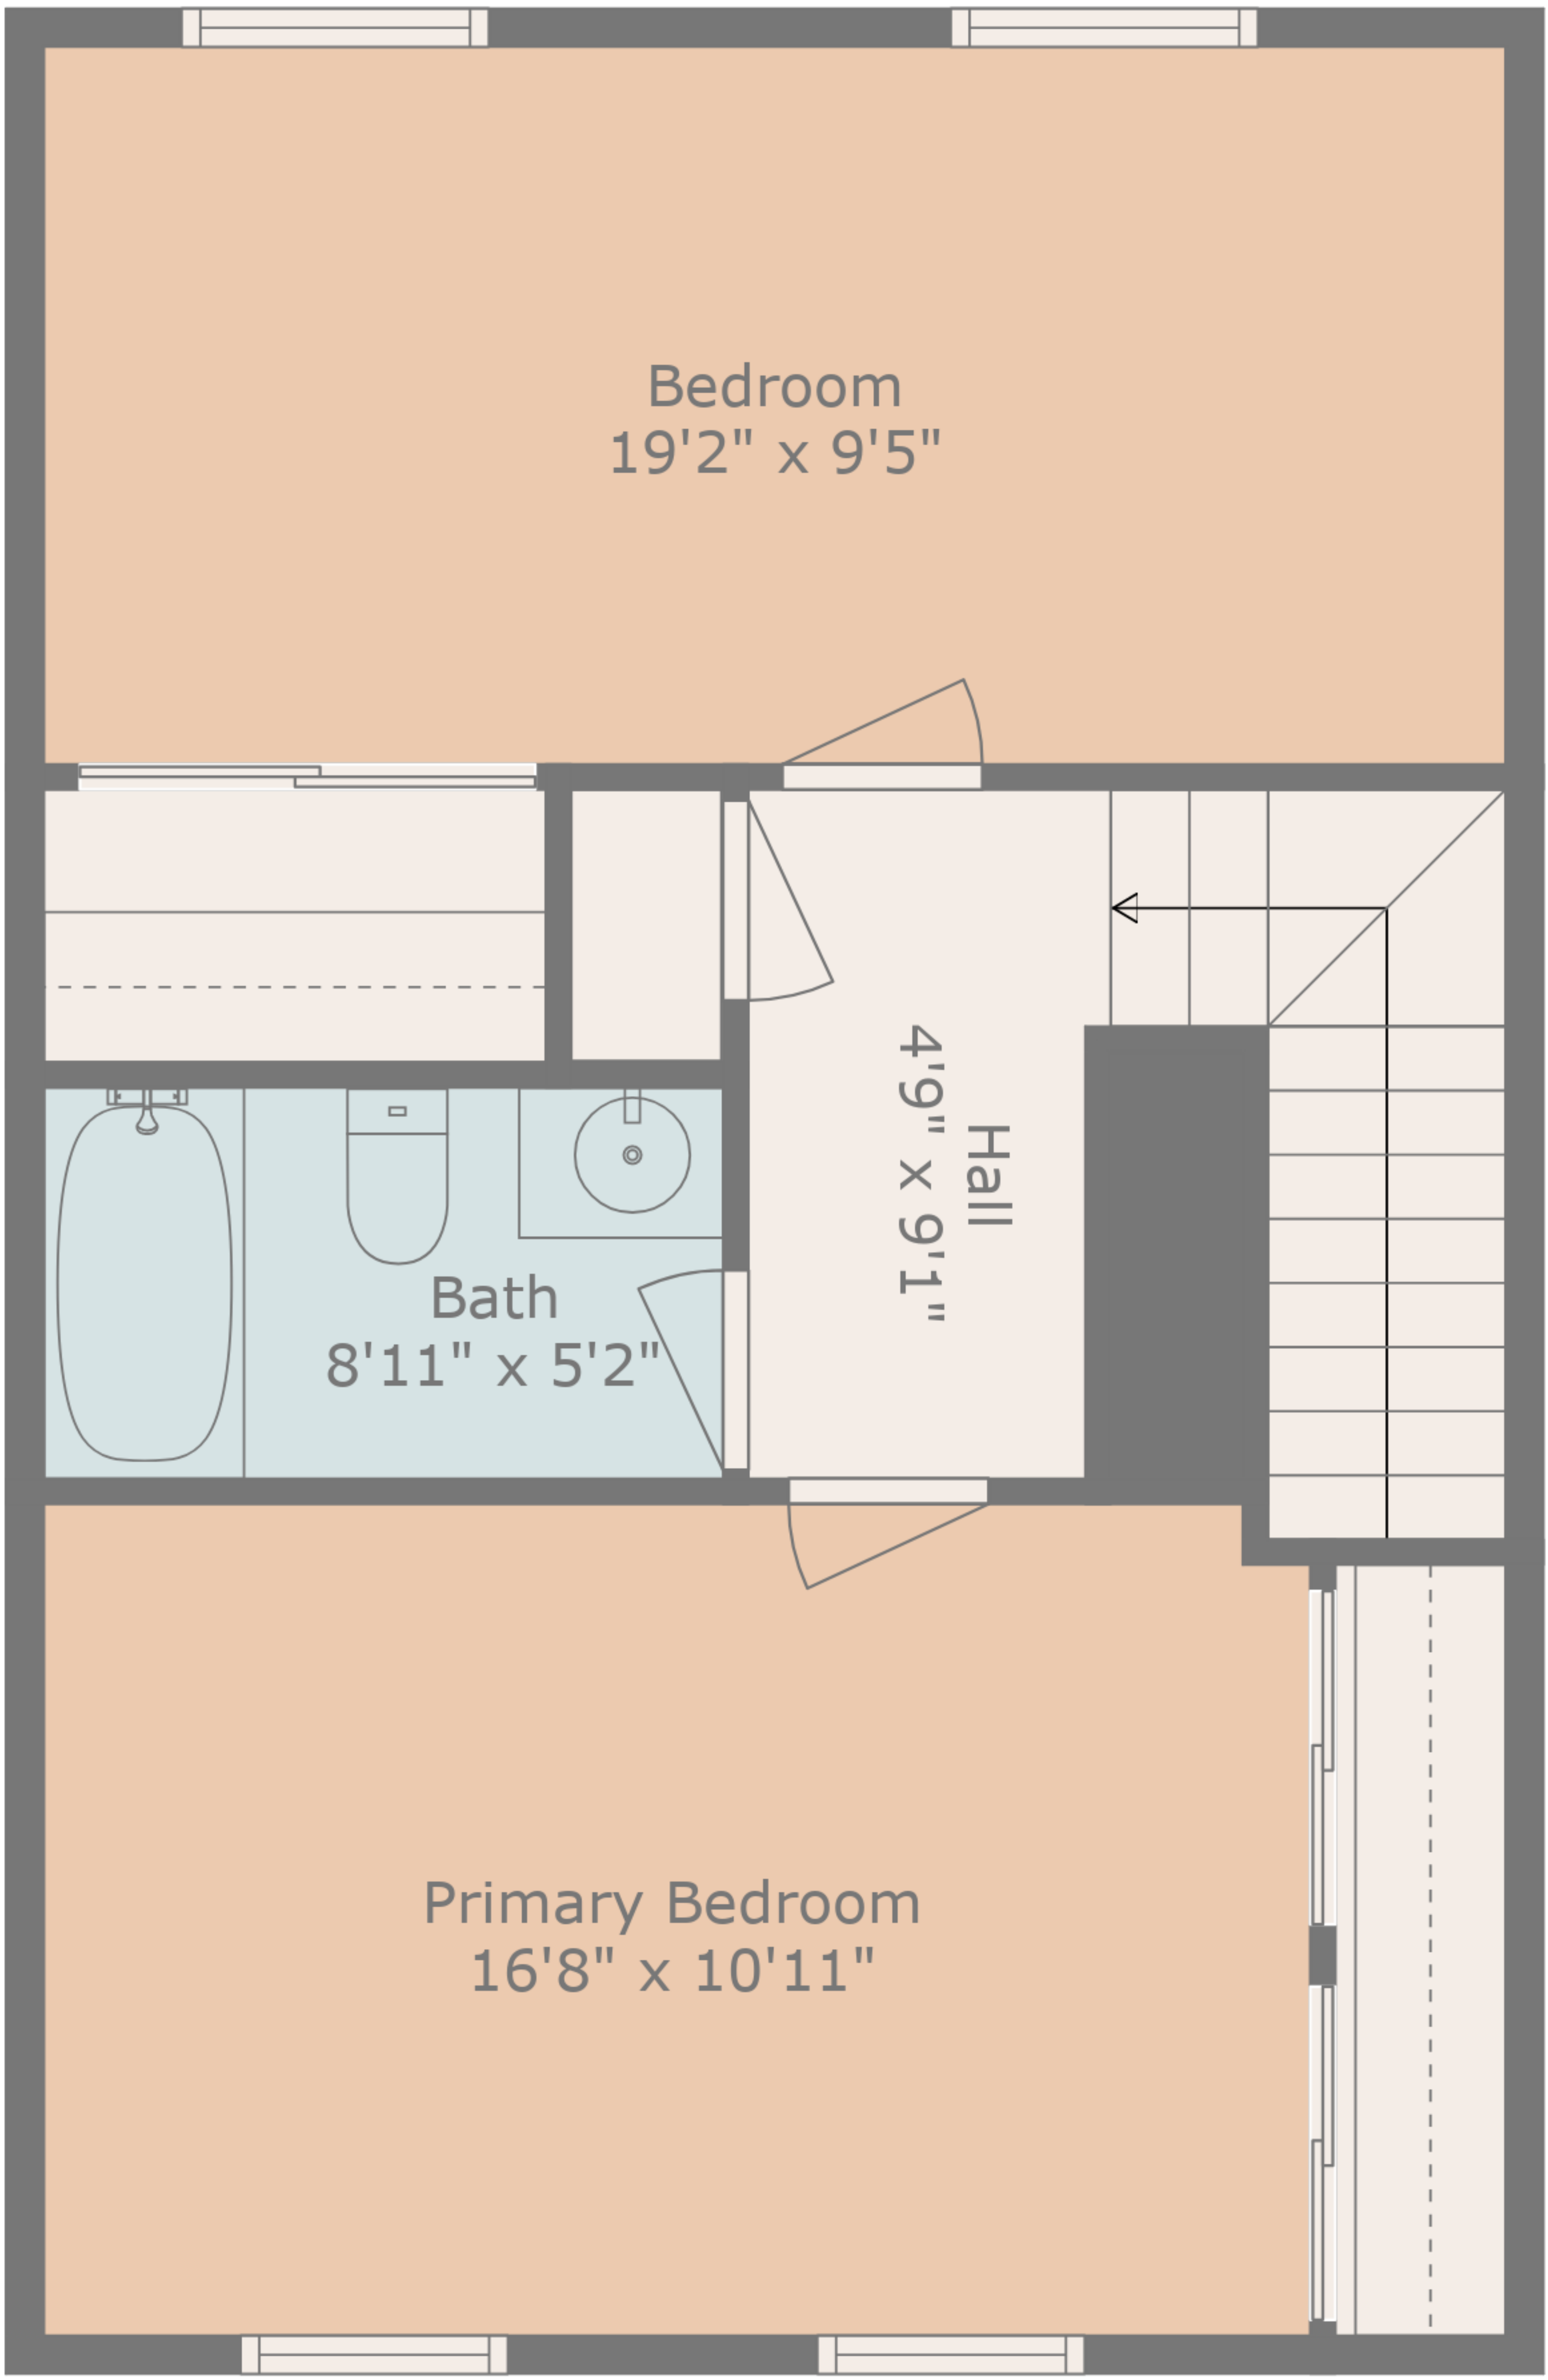 Bedroom
19'2" x 9'5"
Hall
4'9" x 9'1"
Bath
8'11" x 5'2"
Primary Bedroom
16'8" x 10'11"